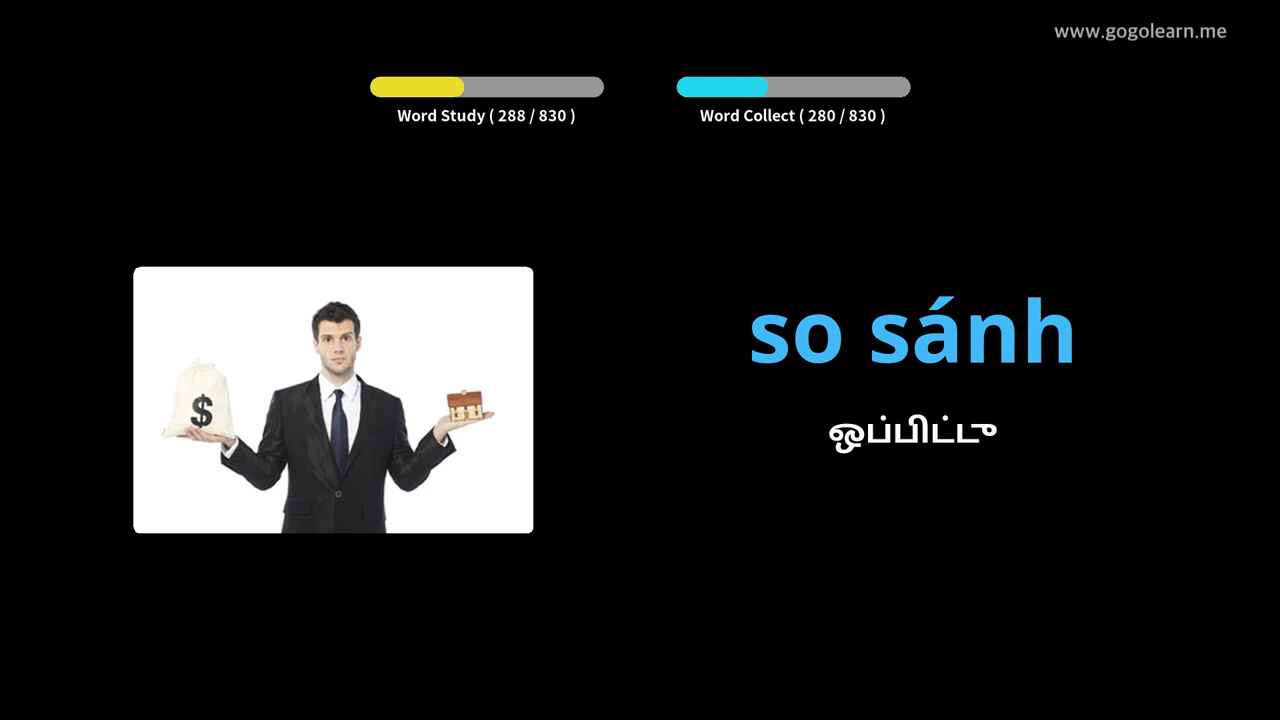 www.gogolearn.me
Word Study ( 288 / 830 )
Word Collect ( 280 / 830 )
$
so sánh
ஒப்பிட்டு